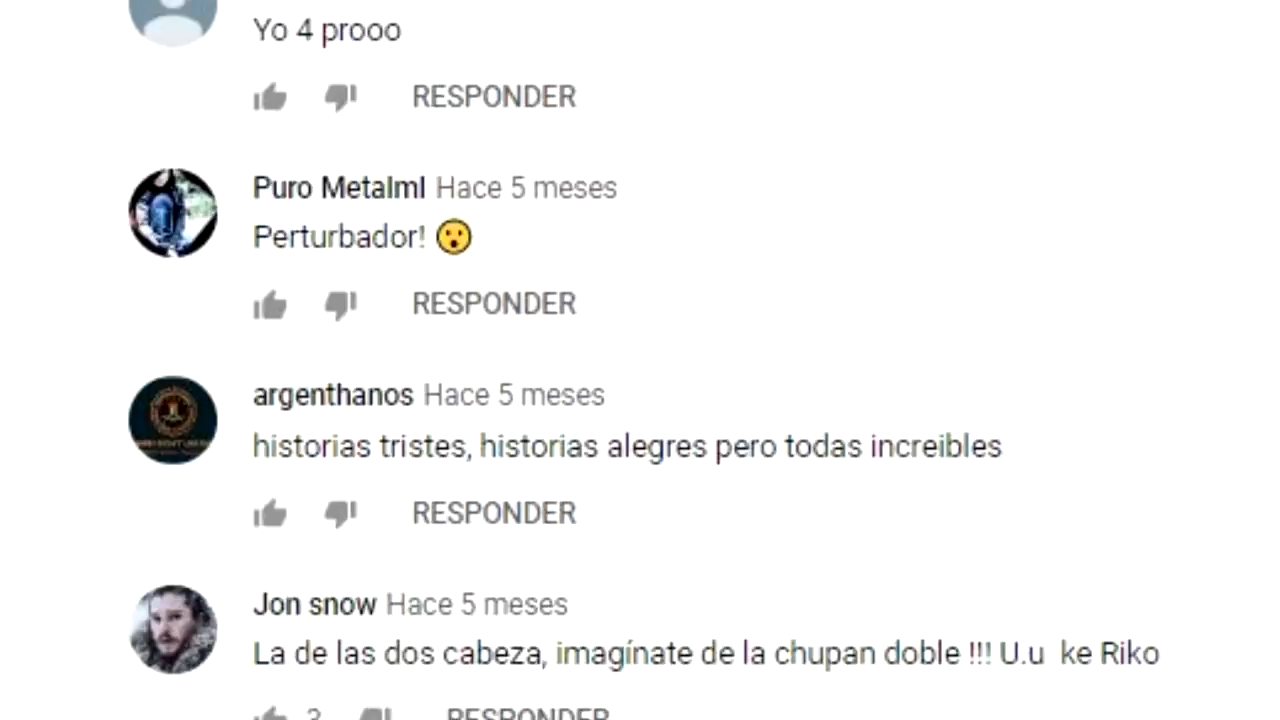 Yo 4 prooo
RESPONDER
Puro Metalml Hace 5 meses
Perturbador! 😮
RESPONDER
argenthanos Hace 5 meses
historias tristes, historias alegres pero todas increibles
RESPONDER
Jon snow Hace 5 meses
La de las dos cabeza, imagínate de la chupan doble !!! U.u ke Riko
3 RESPONDER